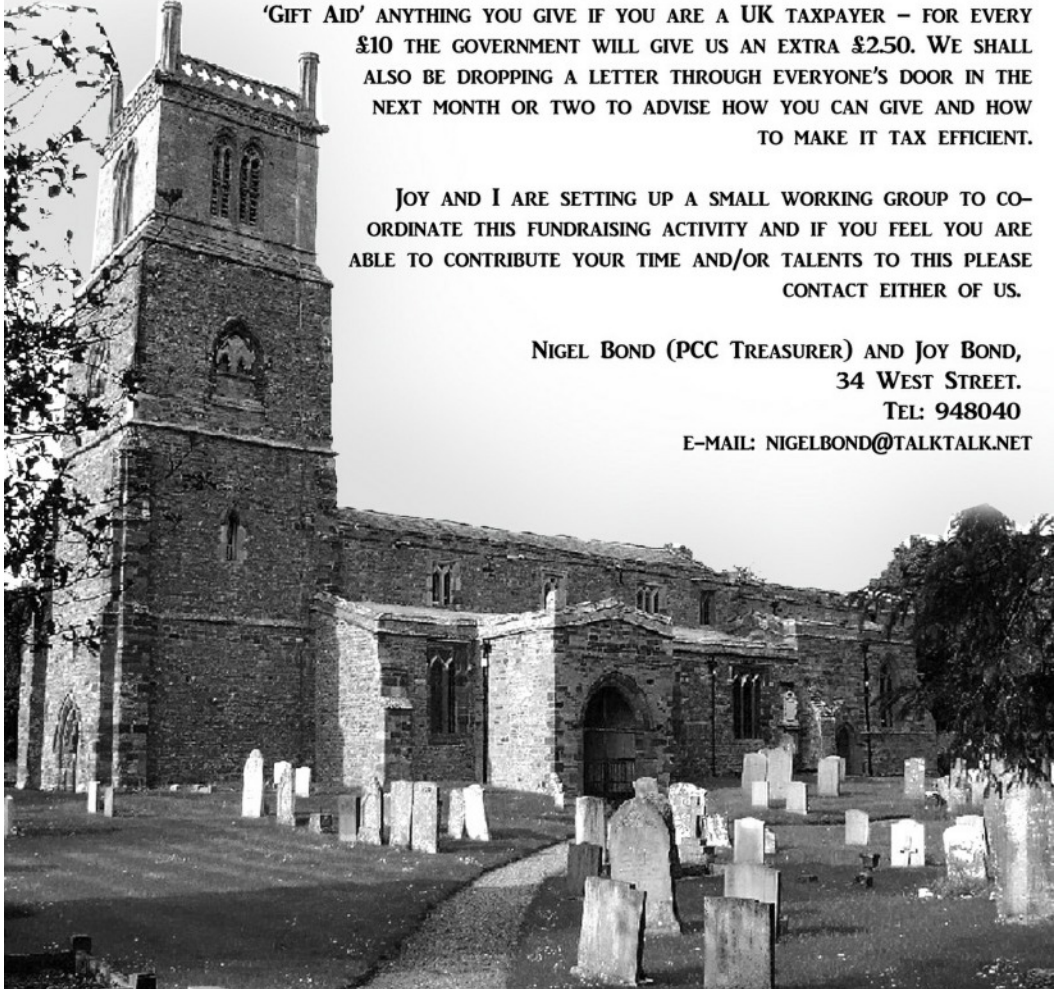 ‘Gift Aid’ anything you give if you are a UK taxpayer – for every
£10 the government will give us an extra £2.50. We shall
also be dropping a letter through everyone’s door in the
next month or two to advise how you can give and how
to make it tax efficient.
Joy and I are setting up a small working group to co-
ordinate this fundraising activity and if you feel you are
able to contribute your time and/or talents to this please
contact either of us.
Nigel Bond (PCC Treasurer) and Joy Bond,
34 West Street.
Tel: 948040
e-mail: nigelbond@talktalk.net